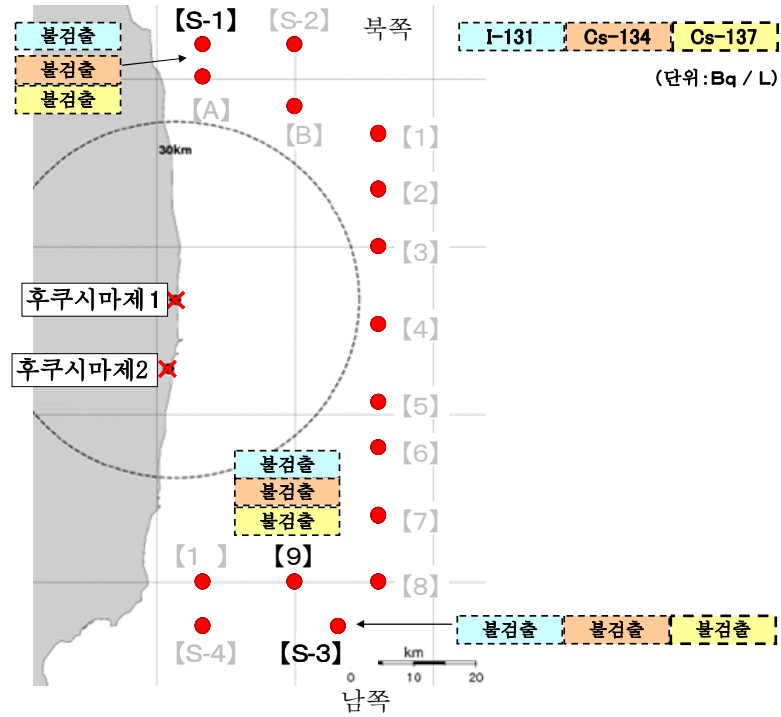 【S-1】
【S-2】
북쪽
I-131 Cs-134 Cs-137
(단위:Bq / L)
불검출
불검출
불검출
【A】
【B】
【1】
30km
【2】
【3】
후쿠시마제1
【4】
후쿠시마제2
【5】
【6】
불검출
불검출
불검출
【7】
【1 】
【9】
【8】
【S-4】
【S-3】
불검출 불검출 불검출
km
0 10 20
남쪽